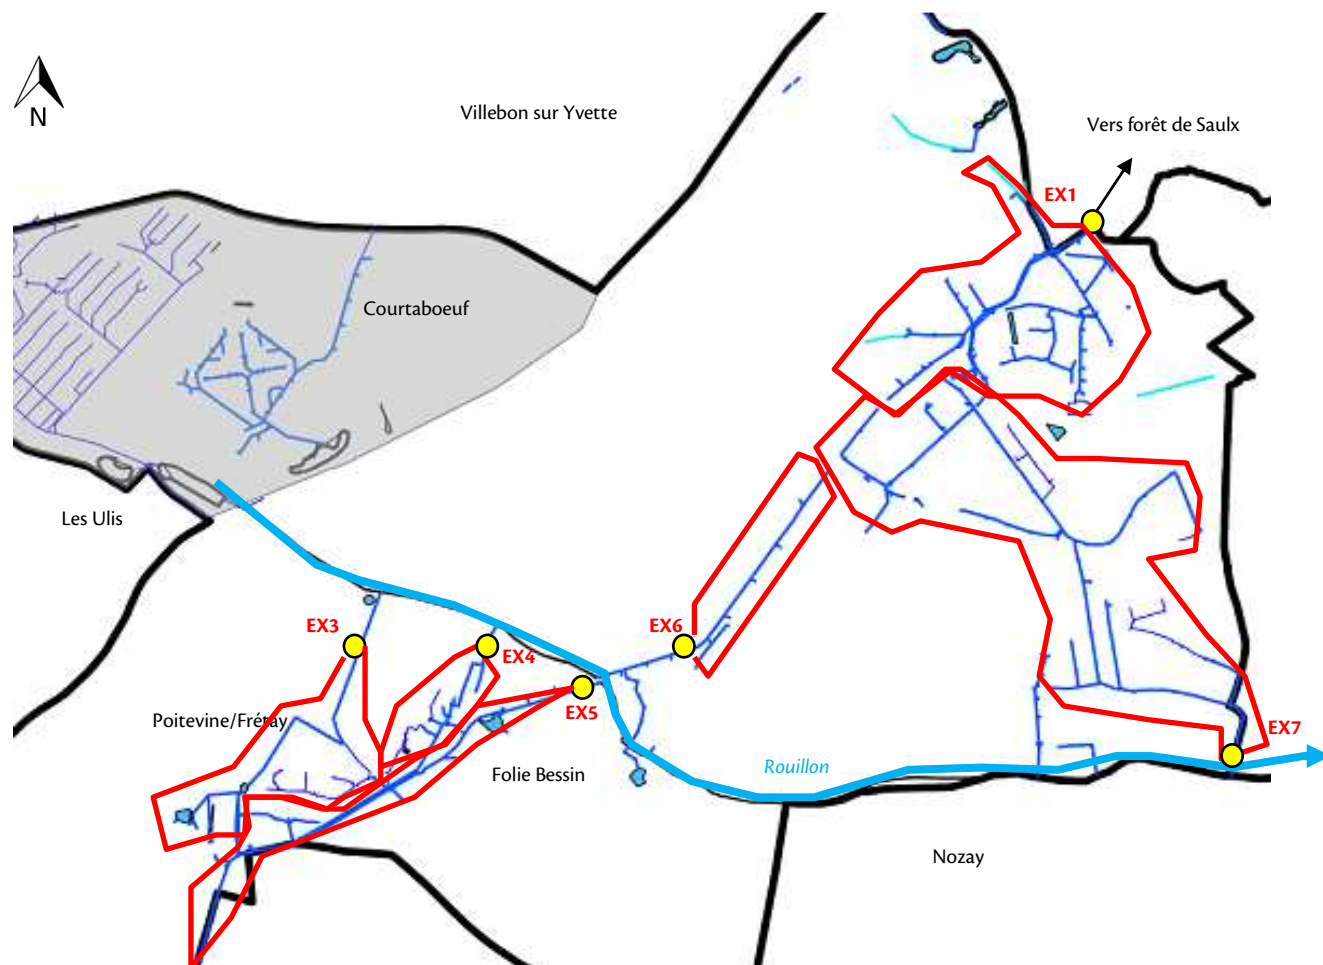 Villebon sur Yvette
N
Vers forêt de Saulx
EX1
Courtaboeuf
Les Ulis
EX3
EX4
EX6
EX5
Poitevine/Frétay
EX7
Folie Bessin
Rouillon
Nozay